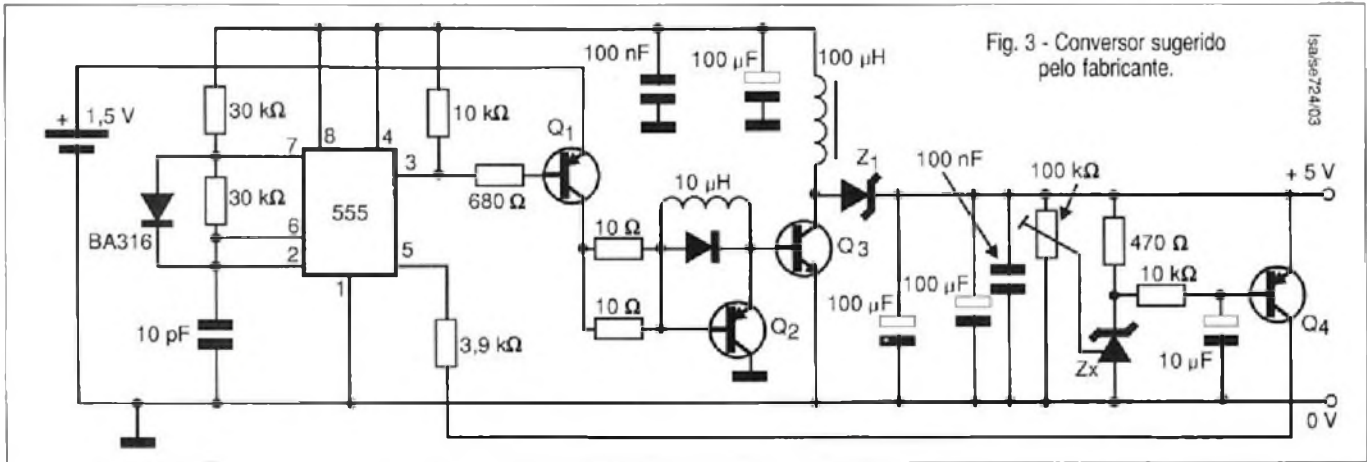 Fig. 3 - Conversor sugerido
pelo fabricante.
+ 1,5 V
30 kΩ
30 kΩ
BA316
10 pF
7
6
2
8
4
3
5
1
555
10 kΩ
680 Ω
3,9 kΩ
Q1
100 nF
100 µF
100 µH
10 µH
10 Ω
10 Ω
Q2
Q3
Z1
100 µF
100 µF
100 nF
100 kΩ
470 Ω
10 kΩ
Zx
10 µF
Q4
+ 5 V
0 V